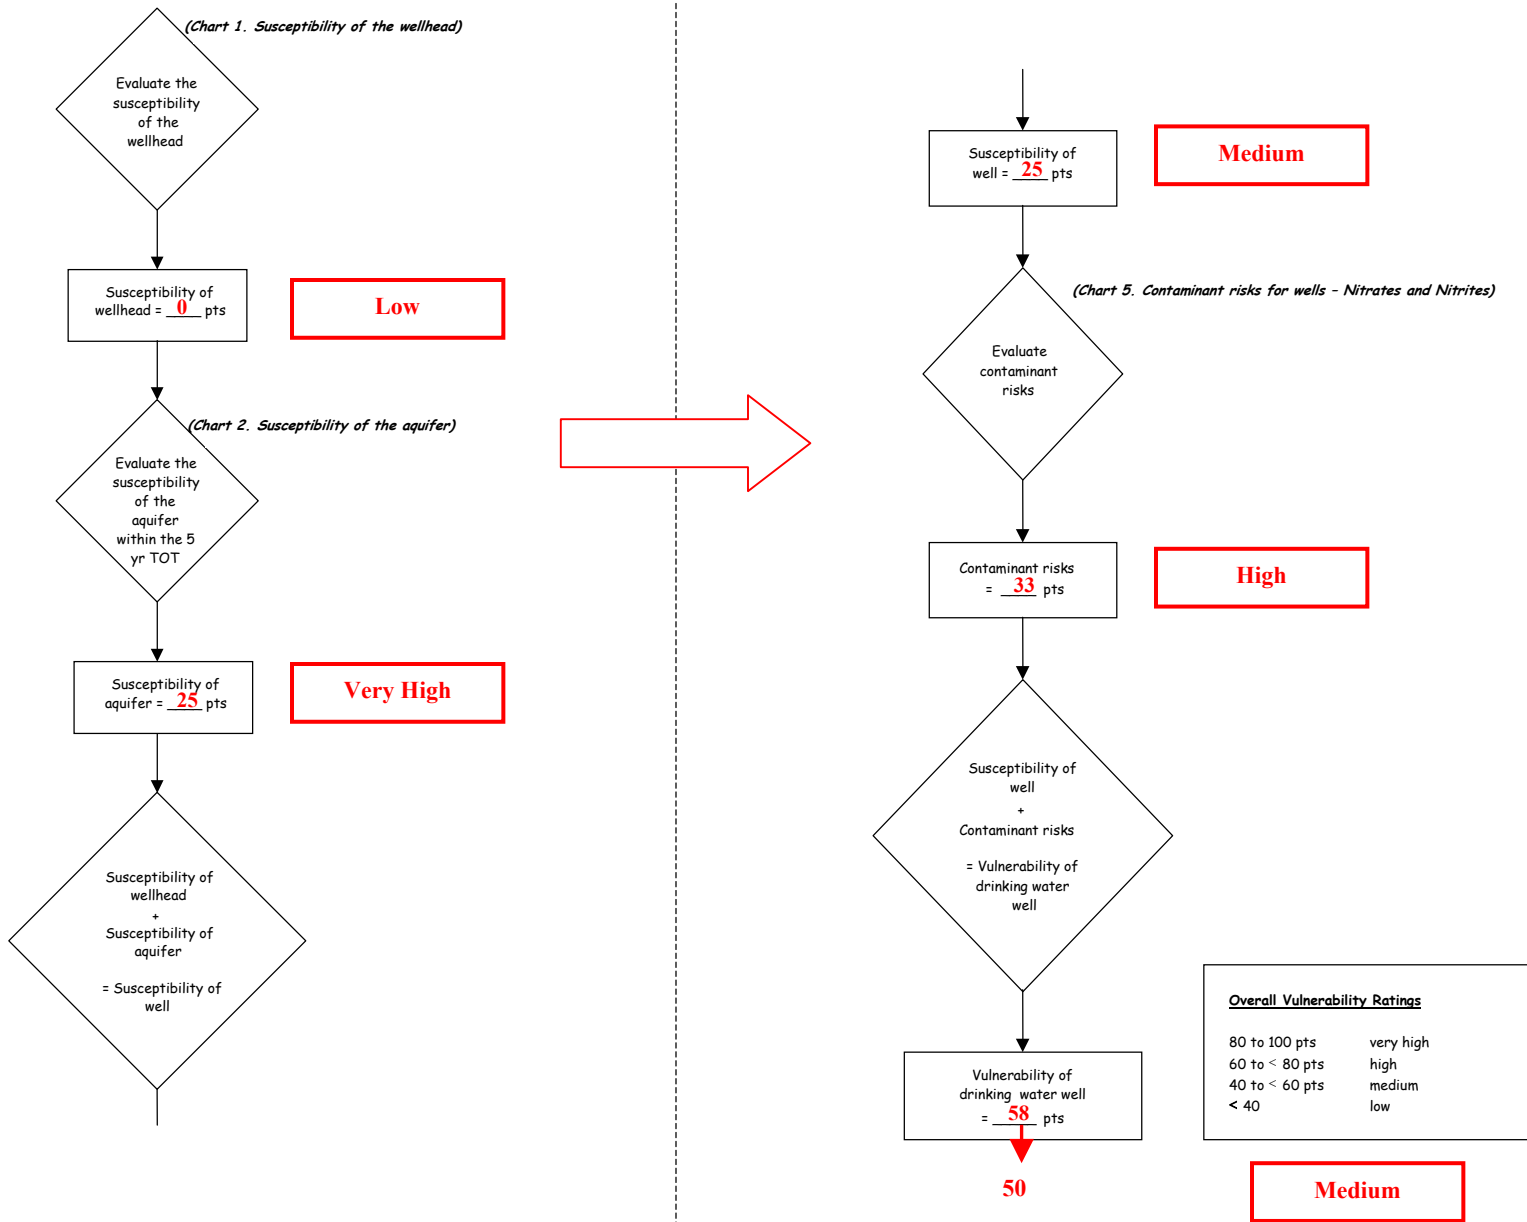 (Chart 1. Susceptibility of the wellhead)
Evaluate the
susceptibility
of the
wellhead
Susceptibility of
wellhead = 0 pts
Low
(Chart 2. Susceptibility of the aquifer)
Evaluate the
susceptibility
of the
aquifer
within the 5
yr TOT
Susceptibility of
aquifer = 25 pts
Very High
Susceptibility of
wellhead
+
Susceptibility of
aquifer
= Susceptibility of
well
Susceptibility of
well = 25 pts
Medium
(Chart 5. Contaminant risks for wells – Nitrates and Nitrites)
Evaluate
contaminant
risks
Contaminant risks
= 33 pts
High
Susceptibility of
well
+
Contaminant risks
= Vulnerability of
drinking water
well
Vulnerability of
drinking water well
= 58 pts
50
Overall Vulnerability Ratings
80 to 100 pts very high
60 to < 80 pts high
40 to < 60 pts medium
< 40 low
Medium